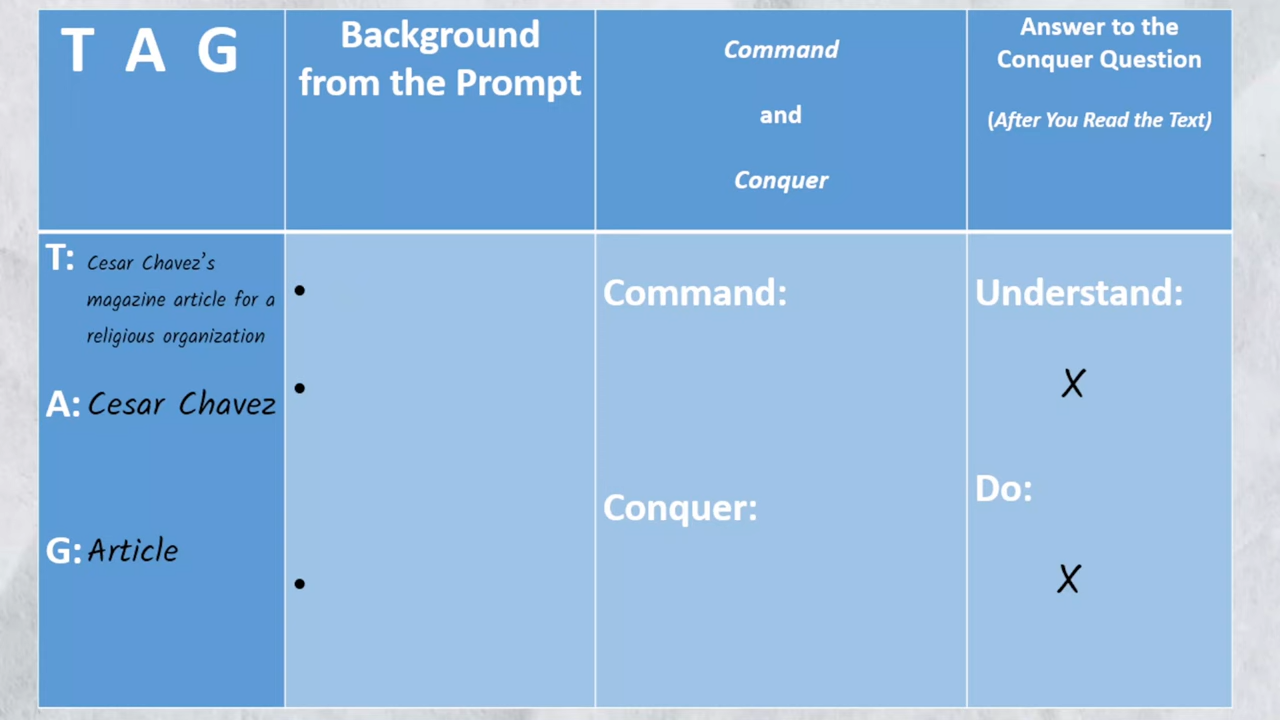 T A G
Background
from the Prompt
Command
and
Conquer
Answer to the
Conquer Question
(After You Read the Text)
T: Cesar Chavez's
magazine article for a
religious organization
A: Cesar Chavez
G: Article
•
•
•
Command:
Conquer:
Understand:
X
Do:
X